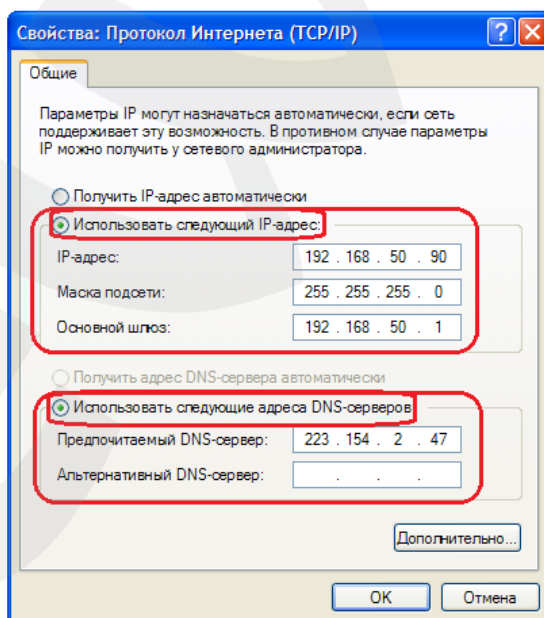 Свойства: Протокол Интернета (TCP/IP)
Общие
Параметры IP могут назначаться автоматически, если сеть
поддерживает эту возможность. В противном случае параметры
IP можно получить у сетевого администратора.
Получить IP-адрес автоматически
Использовать следующий IP-адрес:
IP-адрес: 192 . 168 . 50 . 90
Маска подсети: 255 . 255 . 255 . 0
Основной шлюз: 192 . 168 . 50 . 1
Получить адрес DNS-сервера автоматически
Использовать следующие адреса DNS-серверов
Предпочитаемый DNS-сервер: 223 . 154 . 2 . 47
Альтернативный DNS-сервер: . . .
Дополнительно...
OK Отмена